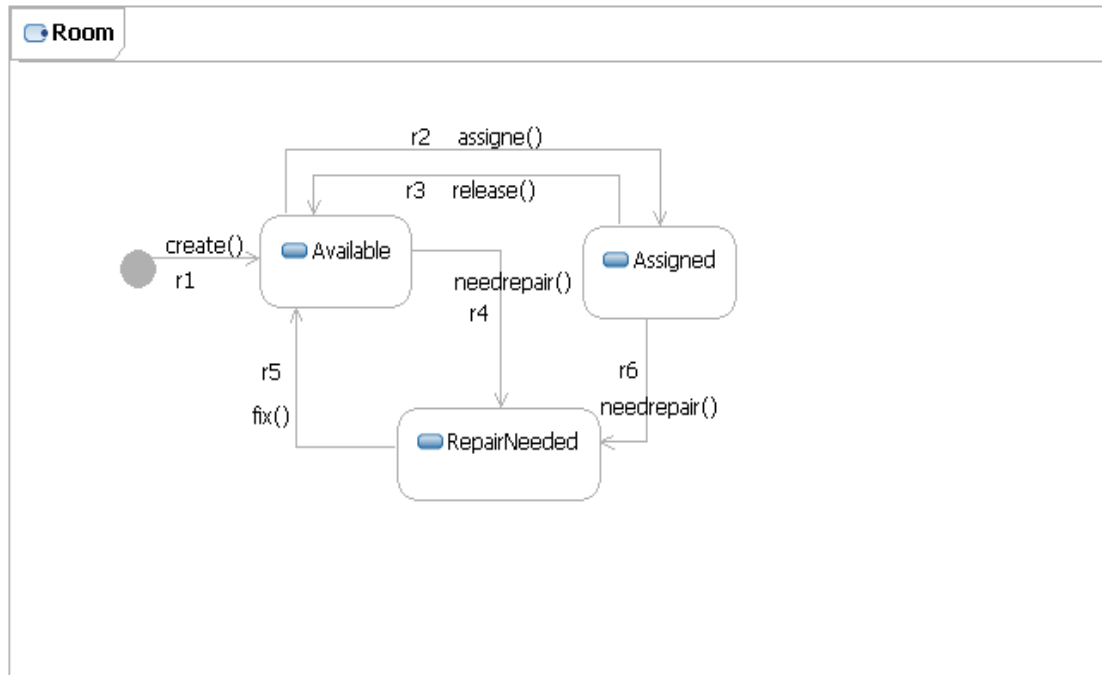 Room
r2 assigne()
r3 release()
create()
r1
Available
Assigned
needrepair()
r4
r5
r6
fix()
needrepair()
RepairNeeded